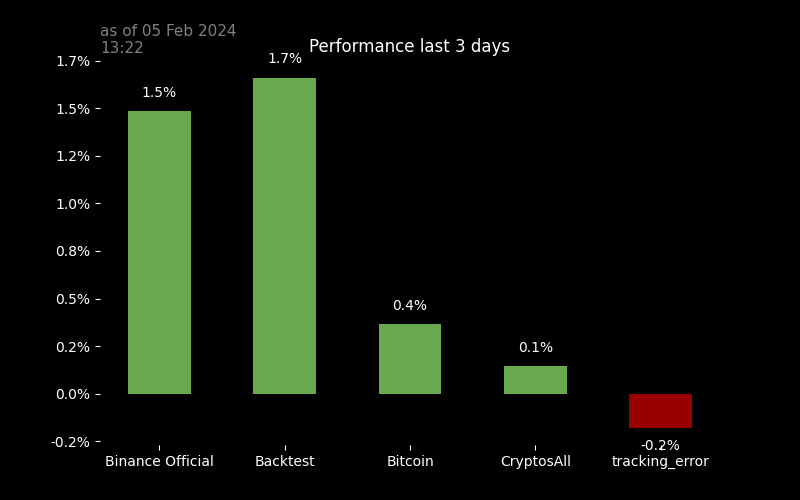 as of 05 Feb 2024
13:22
Performance last 3 days
1.7%
1.5%
1.2%
1.0%
0.8%
0.5%
0.2%
0.0%
-0.2%
1.5%
1.7%
0.4%
0.1%
-0.2%
Binance Official
Backtest
Bitcoin
CryptosAll
tracking_error